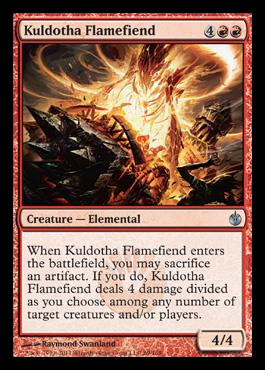 Kuldotha Flamefiend 4
Creature — Elemental
When Kuldotha Flamefiend enters
the battlefield, you may sacrifice
an artifact. If you do, Kuldotha
Flamefiend deals 4 damage divided
as you choose among any number of
target creatures and/or players.
Raymond Swanland
4/4